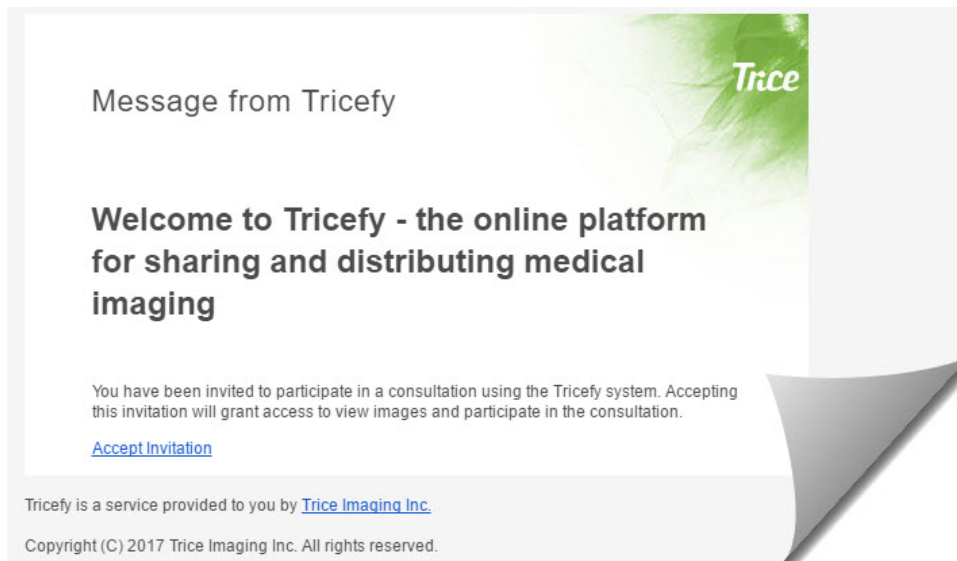 Trice
Message from Tricefy
Welcome to Tricefy - the online platform
for sharing and distributing medical
imaging
You have been invited to participate in a consultation using the Tricefy system. Accepting
this invitation will grant access to view images and participate in the consultation.
Accept Invitation
Tricefy is a service provided to you by Trice Imaging Inc.
Copyright (C) 2017 Trice Imaging Inc. All rights reserved.